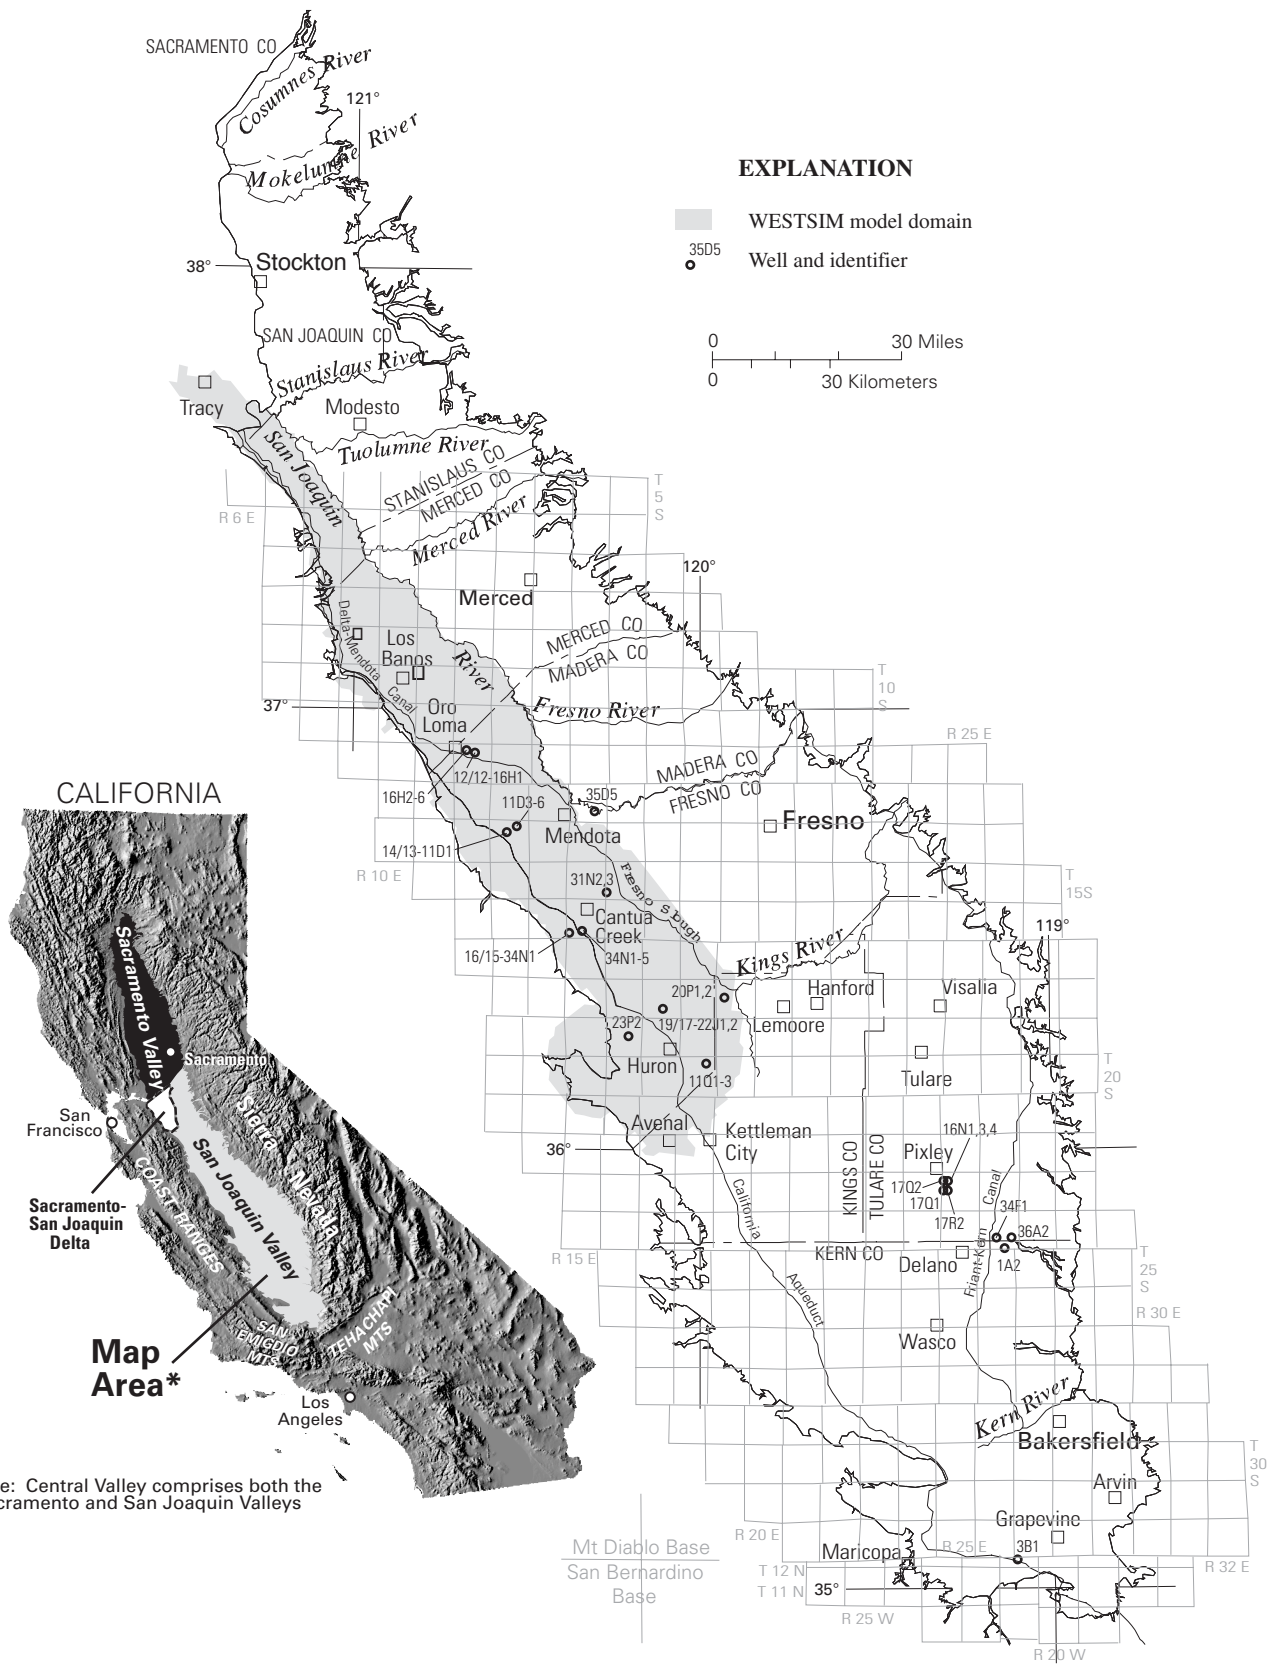 SACRAMENTO CO
Cosumnes River
121°
Mokelumne River
EXPLANATION
WESTSIM model domain
35D5
Well and identifier
38°
Stockton
SAN JOAQUIN CO
0 30 Miles
0 30 Kilometers
Stanislaus River
Tracy
Modesto
San Joaquin
Tuolumne River
STANISLAUS CO
MERCED CO
T
5
S
R 6 E
Merced River
120°
Merced
Delta-Mendota Canal
Los
Banos
River
MERCED CO
MADERA CO
T
10
S
37°
Oro
Loma
Fresno River
R 25 E
12/12-16H1
MADERA CO
FRESNO CO
16H2-6
11D3-6
35D5
Mendota
Fresno
14/13-11D1
R 10 E
31N2,3
Fresno Slough
T
15S
Cantua
Creek
119°
16/15-34N1
34N1-5
Kings River
20P1,2
Hanford
Visalia
23P2
19/17-22J1,2
Lemoore
Huron
11Q1-3
Tulare
T
20
S
Avenal
Kettleman
City
36°
16N1,3,4
Pixley
KINGS CO
TULARE CO
17Q2
17Q1
17R2
California
Canal
34F1
36A2
R 15 E
KERN CO
Delano
Friant-Kern
1A2
T
25
S
Aqueduct
R 30 E
Wasco
Kern River
Bakersfield
T
30
S
Arvin
Grapevine
R 20 E
Maricopa
R 25 E
3B1
R 32 E
Mt Diablo Base
San Bernardino
Base
T 12 N
T 11 N
35°
R 25 W
R 20 W
CALIFORNIA
Sacramento Valley
Sacramento
San
Francisco
Sierra Nevada
San Joaquin Valley
COAST RANGES
Sacramento-
San Joaquin
Delta
SAN
EMIGDIO
MTS
TEHACHAPI
MTS
Map
Area*
Los
Angeles
e: Central Valley comprises both the
cramento and San Joaquin Valleys